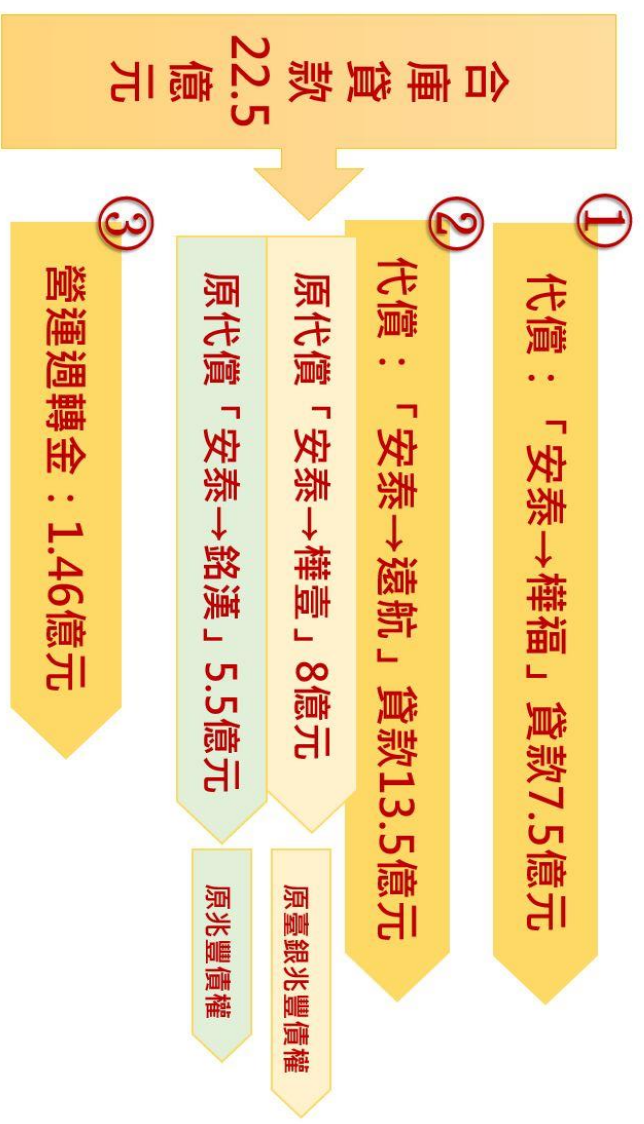 合庫貸款
22.5億元
①
代償：「安泰→樺福」貸款7.5億元
②
代償：「安泰→遠航」貸款13.5億元
原代償「安泰→樺壹」8億元
原臺銀兆豐債權
原代償「安泰→銘漢」5.5億元
原兆豐債權
③
營運週轉金：1.46億元